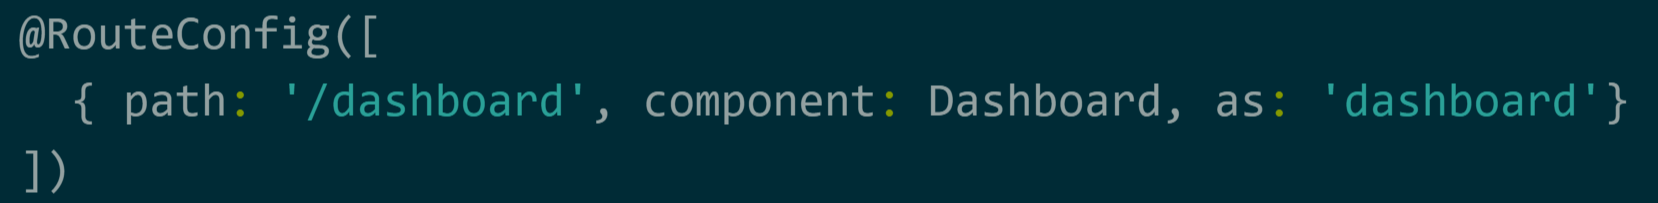 @RouteConfig([
  { path: '/dashboard', component: Dashboard, as: 'dashboard'}
])